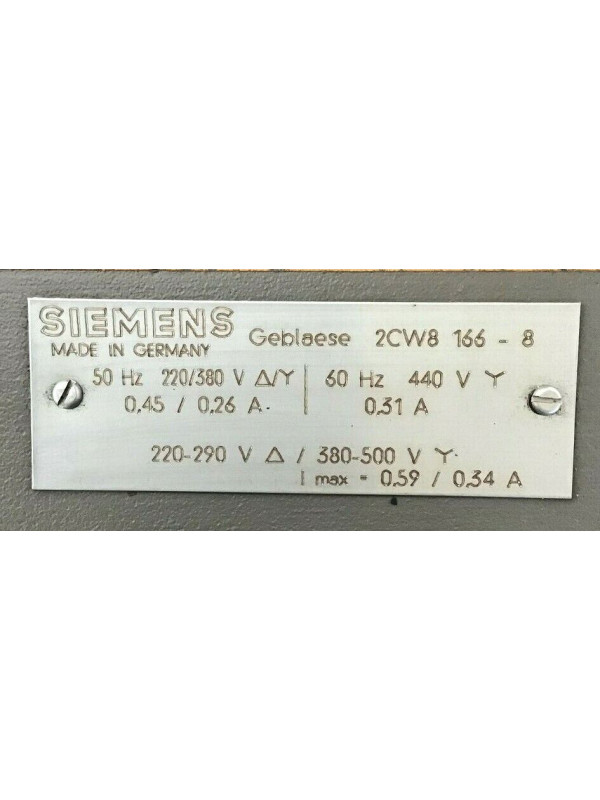 SIEMENS Geblaese 2CW8 166 - 8
MADE IN GERMANY
50 Hz 220/380 V Δ/Y | 60 Hz 440 V Y
0,45 / 0,26 A | 0,31 A
220-290 V Δ / 380-500 V Y
I max = 0,59 / 0,34 A